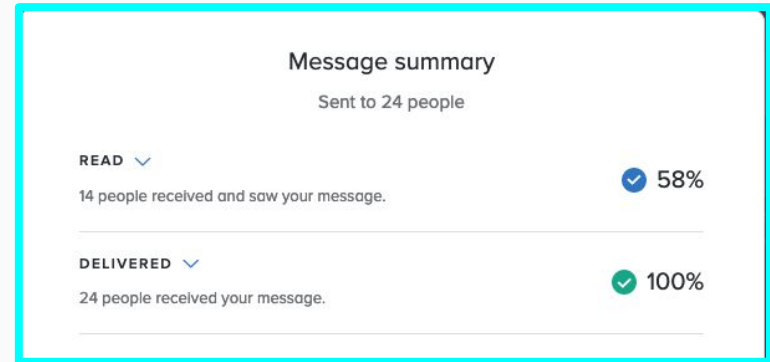 Message summary
Sent to 24 people
READ
58%
14 people received and saw your message.
DELIVERED
100%
24 people received your message.